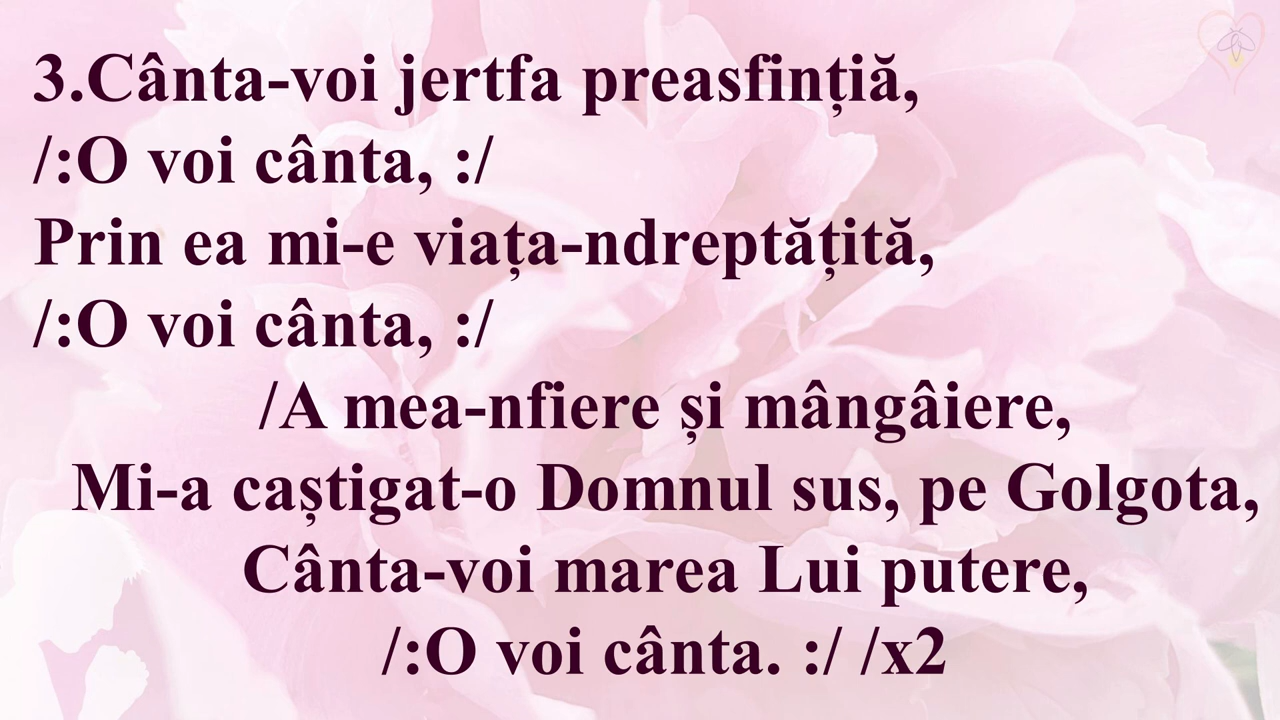 3.Cânta-voi jertfa preasfințiă,
/:O voi cânta, :/
Prin ea mi-e viața-ndreptățită,
/:O voi cânta, :/
/A mea-nfiere și mângâiere,
Mi-a caștigat-o Domnul sus, pe Golgota,
Cânta-voi marea Lui putere,
/:O voi cânta. :/ /x2